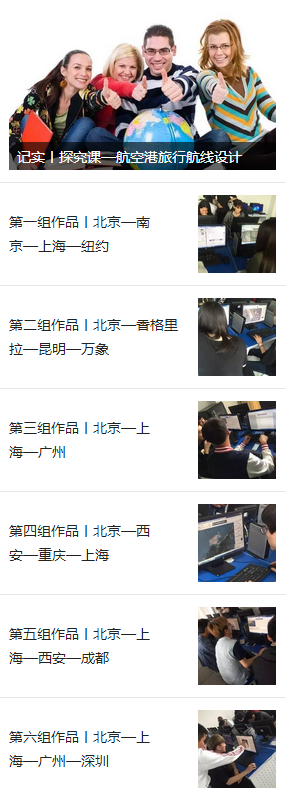 记实丨探究课—航空港旅行航线设计
第一组作品丨北京—南
京—上海—纽约
第二组作品丨北京—香格里
拉—昆明—万象
第三组作品丨北京—上
海—广州
第四组作品丨北京—西
安—重庆—上海
第五组作品丨北京—上
海—西安—成都
第六组作品丨北京—上
海—广州—深圳